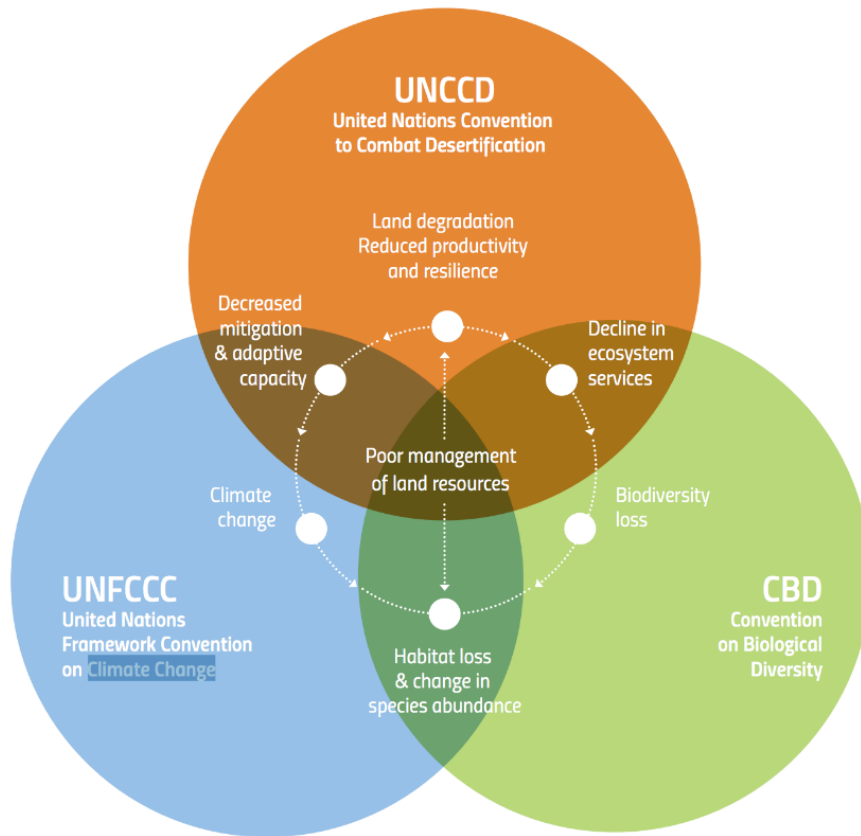 UNCCD
United Nations Convention
to Combat Desertification
Land degradation
Reduced productivity
and resilience
Decreased
mitigation
& adaptive
capacity
Decline in
ecosystem
services
Poor management
of land resources
Climate
change
Biodiversity
loss
UNFCCC
United Nations
Framework Convention
on Climate Change
CBD
Convention
on Biological
Diversity
Habitat loss
& change in
species abundance